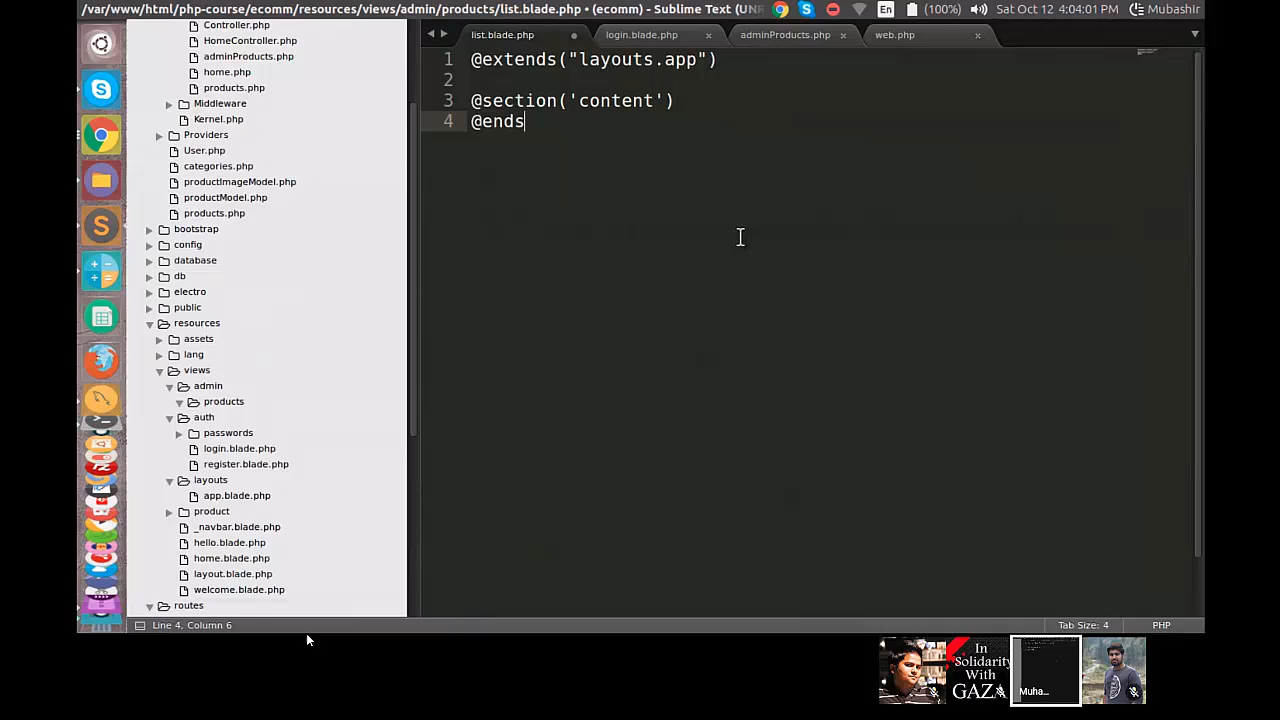 /var/www/html/php-course/ecomm/resources/views/admin/products/list.blade.php • (ecomm) - Sublime Text (UNR
En
(100%)
Sat Oct 12 4:04:01 PM
Mubashir
list.blade.php
login.blade.php
adminProducts.php
web.php
Controller.php
HomeController.php
adminProducts.php
home.php
products.php
Middleware
Kernel.php
Providers
User.php
categories.php
productImageModel.php
productModel.php
products.php
bootstrap
config
database
db
electro
public
resources
assets
lang
views
admin
products
auth
passwords
login.blade.php
register.blade.php
layouts
app.blade.php
product
_navbar.blade.php
hello.blade.php
home.blade.php
layout.blade.php
welcome.blade.php
routes
1 @extends("layouts.app")
2
3 @section('content')
4 @ends
Line 4, Column 6
Tab Size: 4
PHP
In
Solidarity
With
GAZA
Muha...